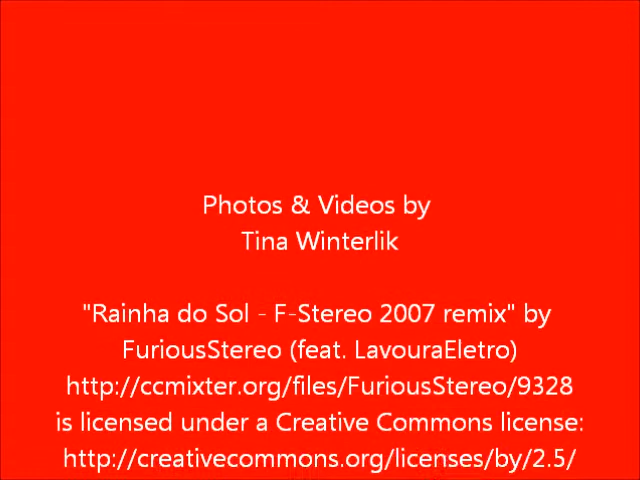 Photos & Videos by
Tina Winterlik
"Rainha do Sol - F-Stereo 2007 remix" by
FuriousStereo (feat. LavouraEletro)
http://ccmixter.org/files/FuriousStereo/9328
is licensed under a Creative Commons license:
http://creativecommons.org/licenses/by/2.5/